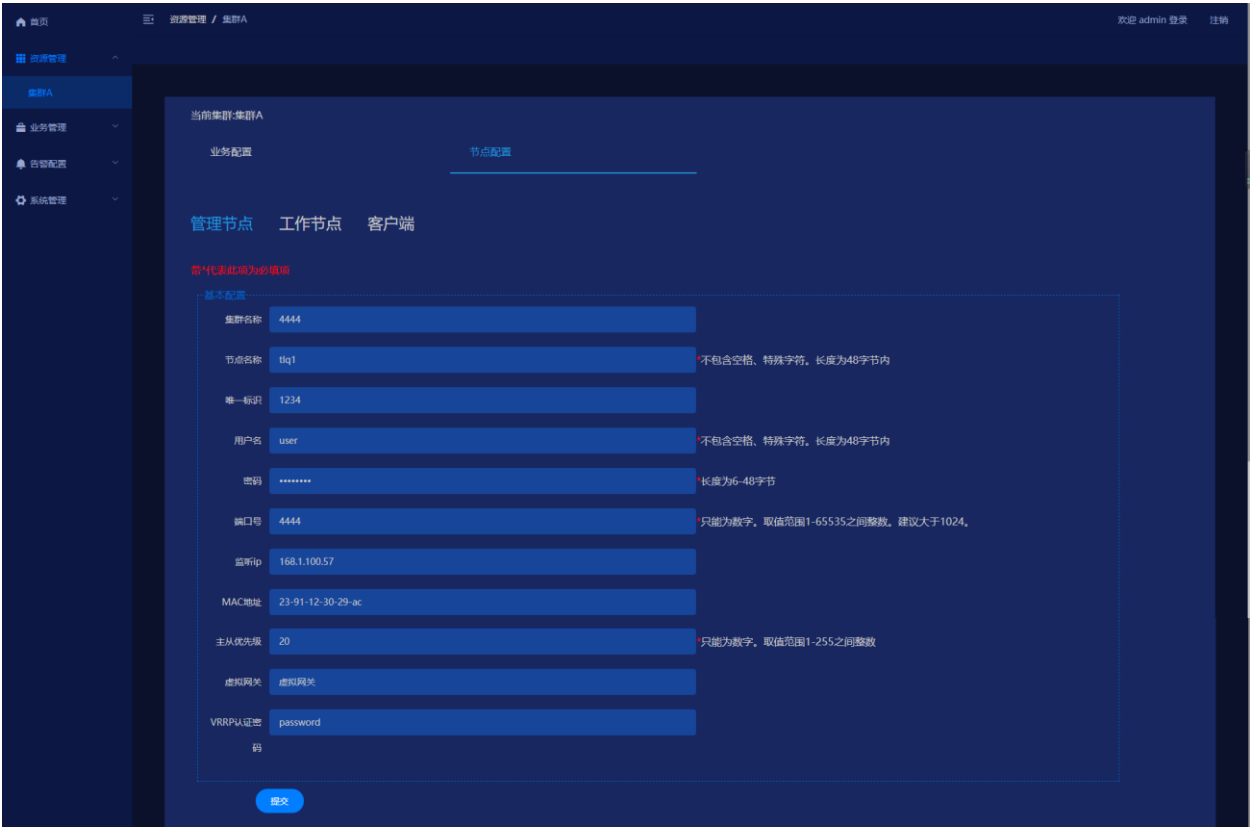 首页
资源管理 / 集群A
欢迎 admin 登录
注销
资源管理
集群A
业务管理
告警配置
系统管理
当前集群:集群A
业务配置
节点配置
管理节点 工作节点 客户端
带*代表此项为必填项
基本配置
集群名称 4444
节点名称 tlq1 *不包含空格、特殊字符。长度为48字节内
唯一标识 1234
用户名 user *不包含空格、特殊字符。长度为48字节内
密码 •••••••• *长度为6-48字节
端口号 4444 *只能为数字。取值范围1-65535之间整数。建议大于1024。
监听ip 168.1.100.57
MAC地址 23-91-12-30-29-ac
主从优先级 20 *只能为数字。取值范围1-255之间整数
虚拟网关 虚拟网关
VRRP认证密 password
码
提交